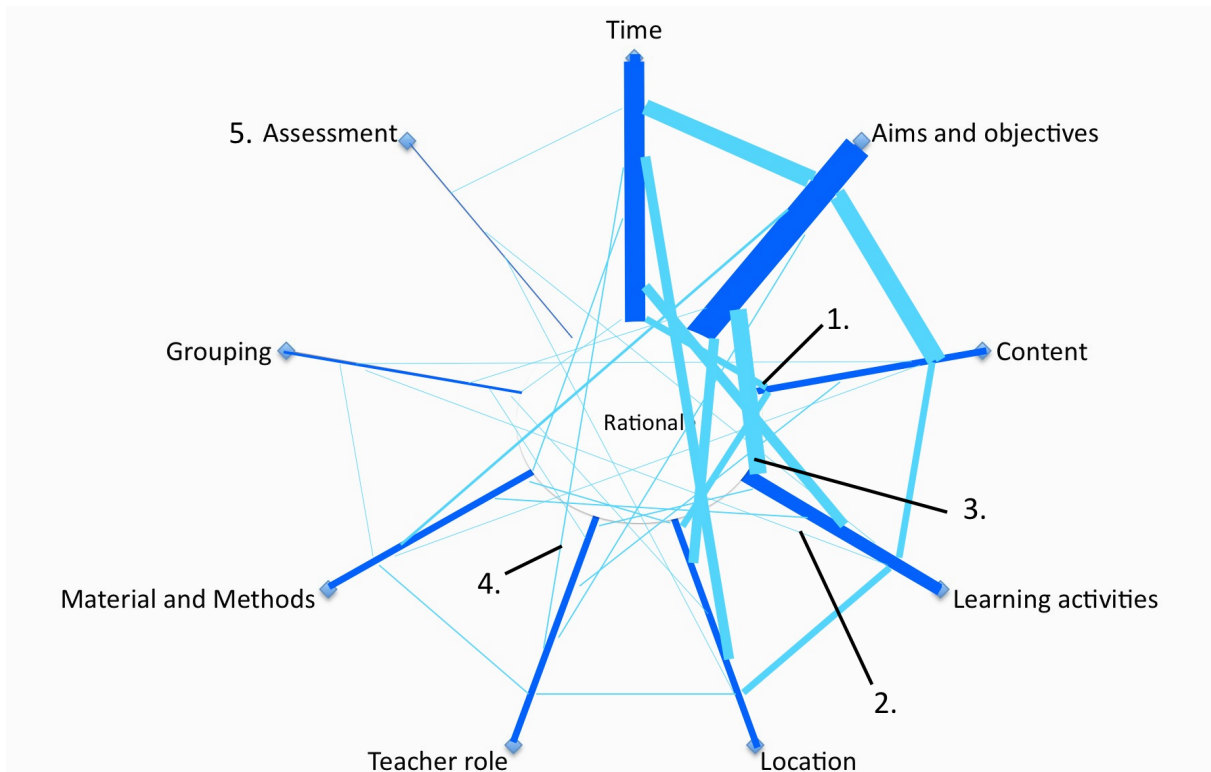 Time
5. Assessment
Aims and objectives
1.
Grouping
Content
Rational
3.
4.
Material and Methods
Learning activities
2.
Teacher role
Location